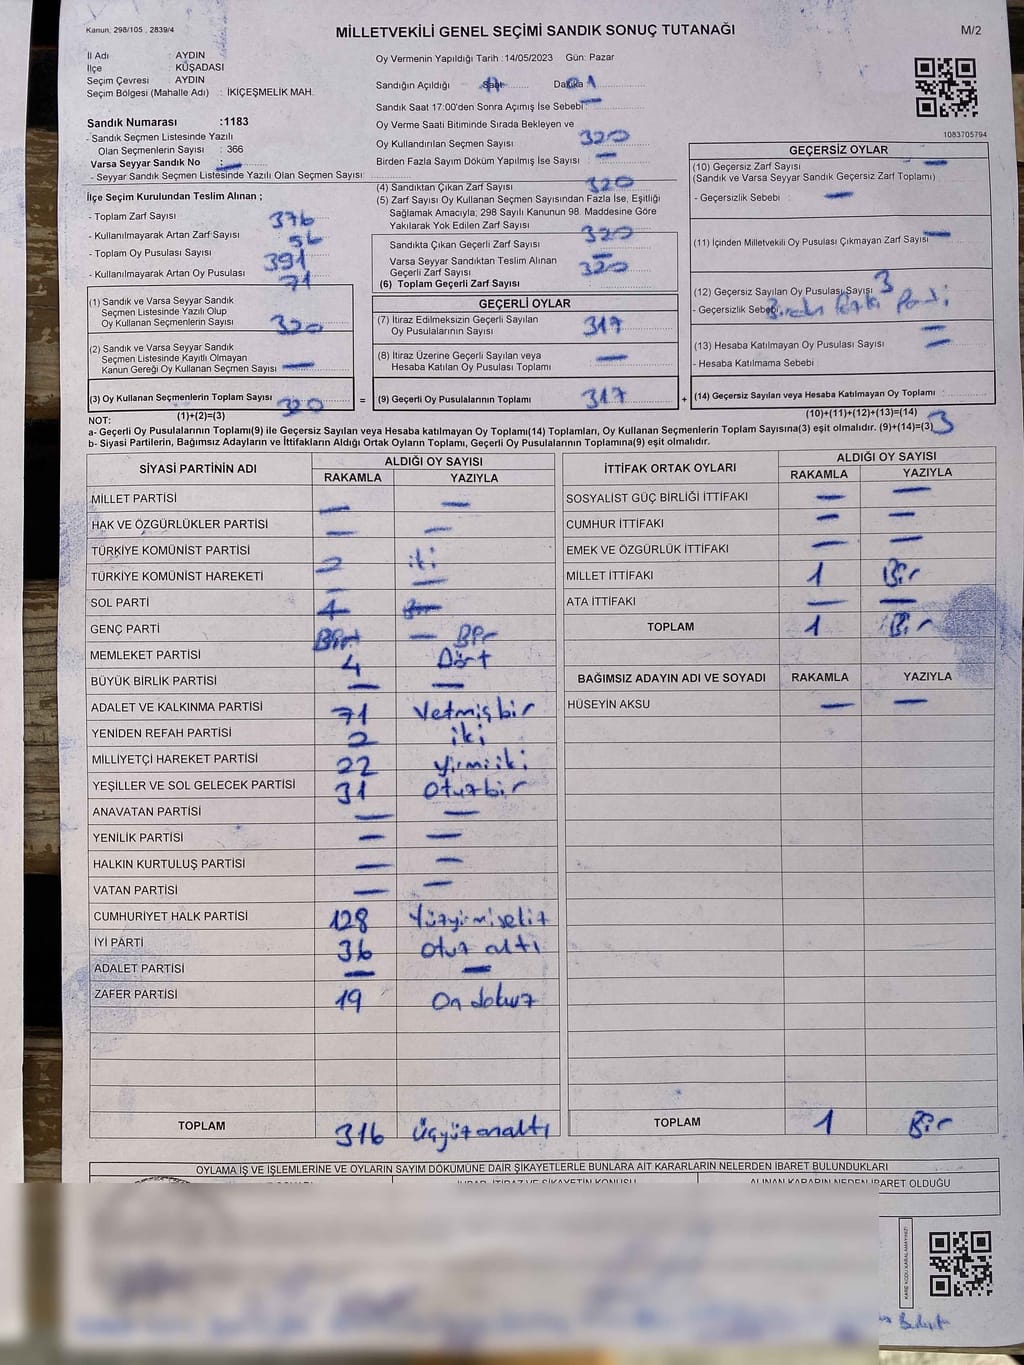 Kanun: 298/105 , 2839/4
MİLLETVEKİLİ GENEL SEÇİMİ SANDIK SONUÇ TUTANAĞI
M/2
İl Adı : AYDIN
İlçe : KUŞADASI
Seçim Çevresi : AYDIN
Seçim Bölgesi (Mahalle Adı) : İKİÇEŞMELİK MAH.
Sandık Numarası :1183
- Sandık Seçmen Listesinde Yazılı
Olan Seçmenlerin Sayısı : 366
Varsa Seyyar Sandık No : —
- Seyyar Sandık Seçmen Listesinde Yazılı Olan Seçmen Sayısı:
Oy Vermenin Yapıldığı Tarih :14/05/2023 Gün: Pazar
Sandığın Açıldığı Saat Dakika
Sandık Saat 17:00'den Sonra Açımış İse Sebebi: —
Oy Verme Saati Bitiminde Sırada Bekleyen ve
Oy Kullandırılan Seçmen Sayısı 320
Birden Fazla Sayım Döküm Yapılmış İse Sayısı —
1083705794
İlçe Seçim Kurulundan Teslim Alınan ;
- Toplam Zarf Sayısı 376
- Kullanılmayarak Artan Zarf Sayısı 56
- Toplam Oy Pusulası Sayısı 391
- Kullanılmayarak Artan Oy Pusulası 71
(1) Sandık ve Varsa Seyyar Sandık
Seçmen Listesinde Yazılı Olup
Oy Kullanan Seçmenlerin Sayısı 320
(2) Sandık ve Varsa Seyyar Sandık
Seçmen Listesinde Kayıtlı Olmayan
Kanun Gereği Oy Kullanan Seçmen Sayısı —
(3) Oy Kullanan Seçmenlerin Toplam Sayısı 320 =
(1)+(2)=(3)
(4) Sandıktan Çıkan Zarf Sayısı 320
(5) Zarf Sayısı Oy Kullanan Seçmen Sayısından Fazla İse, Eşitliği
Sağlamak Amacıyla; 298 Sayılı Kanunun 98. Maddesine Göre
Yakılarak Yok Edilen Zarf Sayısı
Sandıkta Çıkan Geçerli Zarf Sayısı 320
Varsa Seyyar Sandıktan Teslim Alınan
Geçerli Zarf Sayısı —
(6) Toplam Geçerli Zarf Sayısı 320
GEÇERLİ OYLAR
(7) İtiraz Edilmeksizin Geçerli Sayılan
Oy Pusulalarının Sayısı 317
(8) İtiraz Üzerine Geçerli Sayılan veya
Hesaba Katılan Oy Pusulası Toplamı —
(9) Geçerli Oy Pusulalarının Toplamı 317 +
GEÇERSİZ OYLAR
(10) Geçersiz Zarf Sayısı —
(Sandık ve Varsa Seyyar Sandık Geçersiz Zarf Toplamı)
- Geçersizlik Sebebi : —
(11) İçinden Milletvekili Oy Pusulası Çıkmayan Zarf Sayısı —
(12) Geçersiz Sayılan Oy Pusulası Sayısı 3
- Geçersizlik Sebebi: Birden Fazla Parti
(13) Hesaba Katılmayan Oy Pusulası Sayısı —
- Hesaba Katılmama Sebebi :
(14) Geçersiz Sayılan veya Hesaba Katılmayan Oy Toplamı : 3
(10)+(11)+(12)+(13)=(14)
NOT:
a- Geçerli Oy Pusulalarının Toplamı(9) ile Geçersiz Sayılan veya Hesaba katılmayan Oy Toplamı(14) Toplamları, Oy Kullanan Seçmenlerin Toplam Sayısına(3) eşit olmalıdır. (9)+(14)=(3)
b- Siyasi Partilerin, Bağımsız Adayların ve İttifakların Aldığı Ortak Oyların Toplamı, Geçerli Oy Pusulalarının Toplamına(9) eşit olmalıdır.
SİYASİ PARTİNİN ADI ALDIĞI OY SAYISI
RAKAMLA YAZIYLA
MİLLET PARTİSİ — —
HAK VE ÖZGÜRLÜKLER PARTİSİ — —
TÜRKİYE KOMÜNİST PARTİSİ 2 iki
TÜRKİYE KOMÜNİST HAREKETİ — —
SOL PARTİ 1 Bir
GENÇ PARTİ Bir — Bir
MEMLEKET PARTİSİ 4 Dört
BÜYÜK BİRLİK PARTİSİ — —
ADALET VE KALKINMA PARTİSİ 71 Yetmişbir
YENİDEN REFAH PARTİSİ 2 iki
MİLLİYETÇİ HAREKET PARTİSİ 22 Yirmiiki
YEŞİLLER VE SOL GELECEK PARTİSİ 31 Otuzbir
ANAVATAN PARTİSİ — —
YENİLİK PARTİSİ — —
HALKIN KURTULUŞ PARTİSİ — —
VATAN PARTİSİ — —
CUMHURİYET HALK PARTİSİ 128 Yüzyirmisekiz
İYİ PARTİ 36 Otuz altı
ADALET PARTİSİ — —
ZAFER PARTİSİ 19 On dokuz
TOPLAM 316 Üçyüzonaltı
İTTİFAK ORTAK OYLARI ALDIĞI OY SAYISI
RAKAMLA YAZIYLA
SOSYALİST GÜÇ BİRLİĞİ İTTİFAKI — —
CUMHUR İTTİFAKI — —
EMEK VE ÖZGÜRLÜK İTTİFAKI — —
MİLLET İTTİFAKI 1 Bir
ATA İTTİFAKI — —
TOPLAM 1 Bir
BAĞIMSIZ ADAYIN ADI VE SOYADI RAKAMLA YAZIYLA
HÜSEYİN AKSU — —
TOPLAM 1 Bir
OYLAMA İŞ VE İŞLEMLERİNE VE OYLARIN SAYIM DÖKÜMÜNE DAİR ŞİKAYETLERLE BUNLARA AİT KARARLARIN NELERDEN İBARET BULUNDUKLARI
ALINAN KARARIN NEDEN İBARET OLDUĞU
KARE KODU KARALAMAYINIZ!